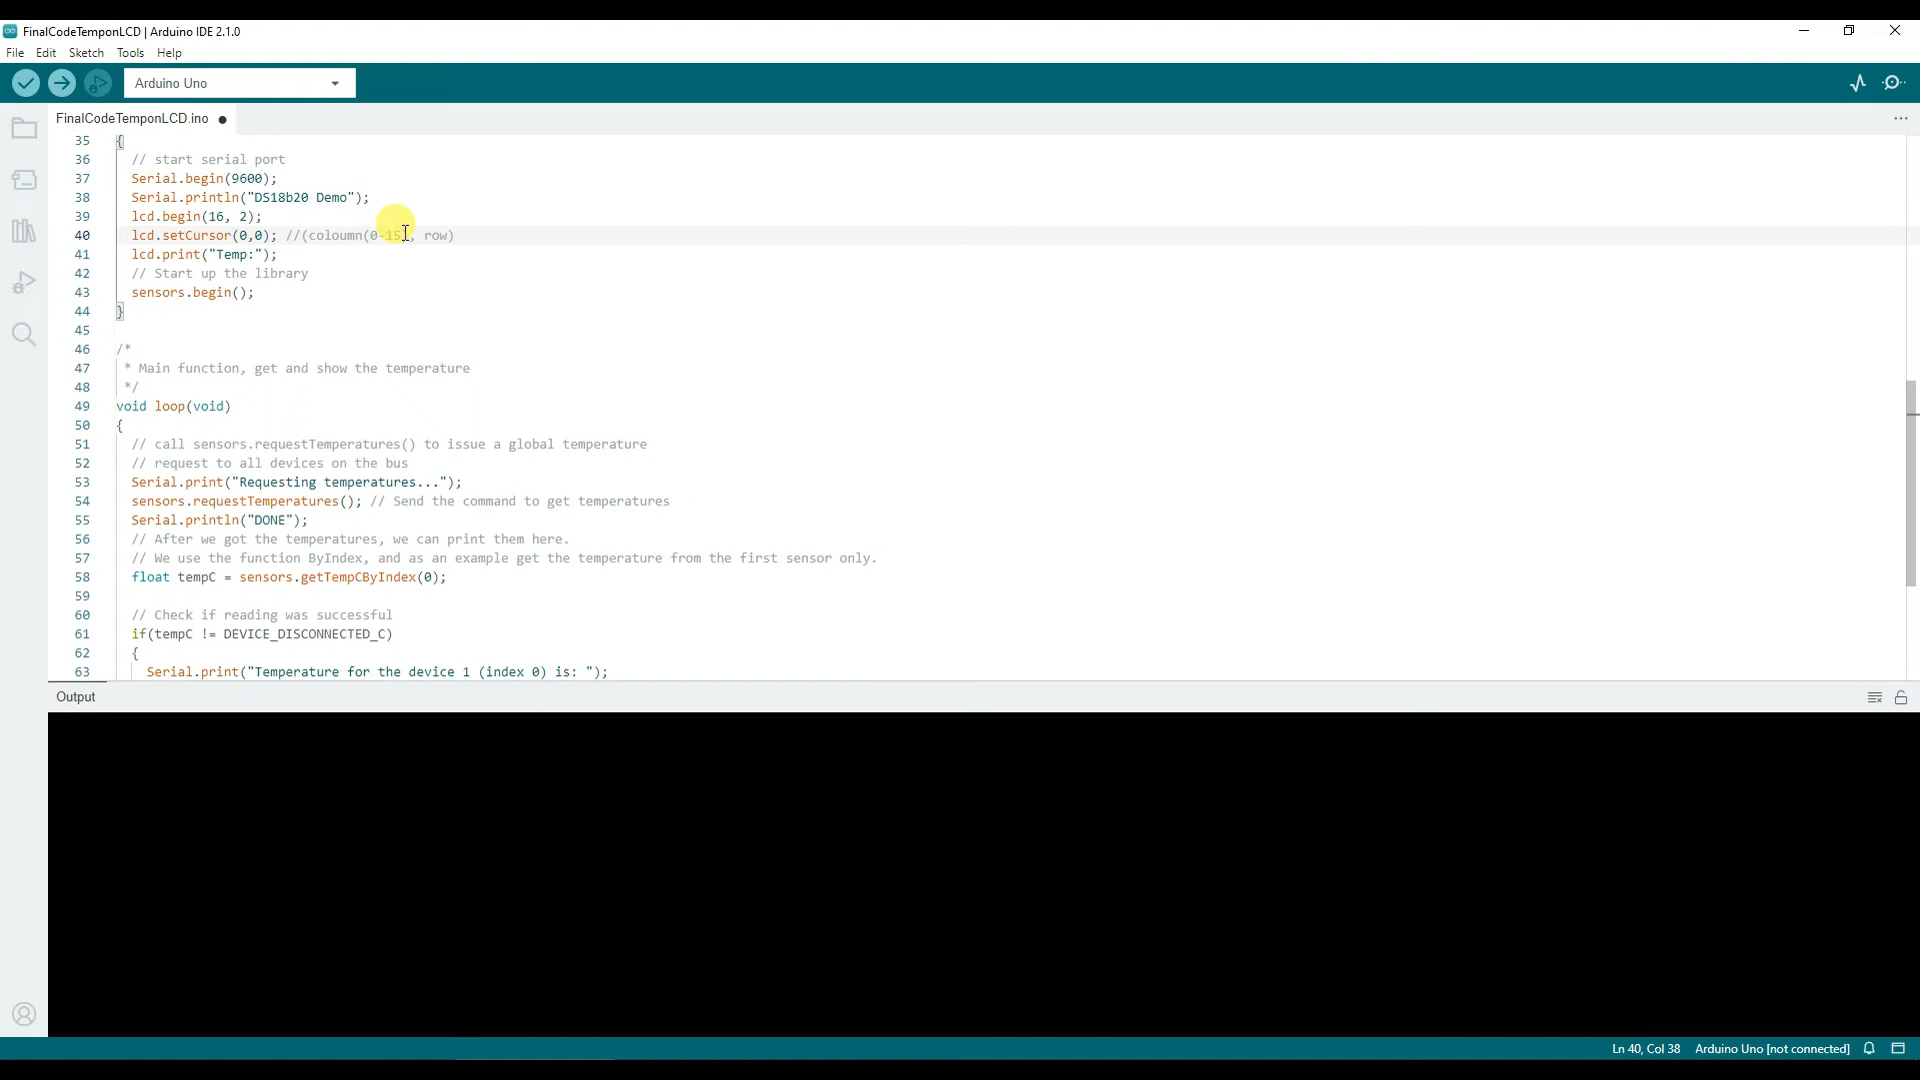 FinalCodeTemponLCD | Arduino IDE 2.1.0
File Edit Sketch Tools Help
Arduino Uno
FinalCodeTemponLCD.ino
35 {
36 // start serial port
37 Serial.begin(9600);
38 Serial.println("DS18b20 Demo");
39 lcd.begin(16, 2);
40 lcd.setCursor(0,0); //(coloumn(0-15), row)
41 lcd.print("Temp:");
42 // Start up the library
43 sensors.begin();
44 }
45
46 /*
47 * Main function, get and show the temperature
48 */
49 void loop(void)
50 {
51 // call sensors.requestTemperatures() to issue a global temperature
52 // request to all devices on the bus
53 Serial.print("Requesting temperatures...");
54 sensors.requestTemperatures(); // Send the command to get temperatures
55 Serial.println("DONE");
56 // After we got the temperatures, we can print them here.
57 // We use the function ByIndex, and as an example get the temperature from the first sensor only.
58 float tempC = sensors.getTempCByIndex(0);
59
60 // Check if reading was successful
61 if(tempC != DEVICE_DISCONNECTED_C)
62 {
63 Serial.print("Temperature for the device 1 (index 0) is: ");
Output
Ln 40, Col 38 Arduino Uno [not connected]